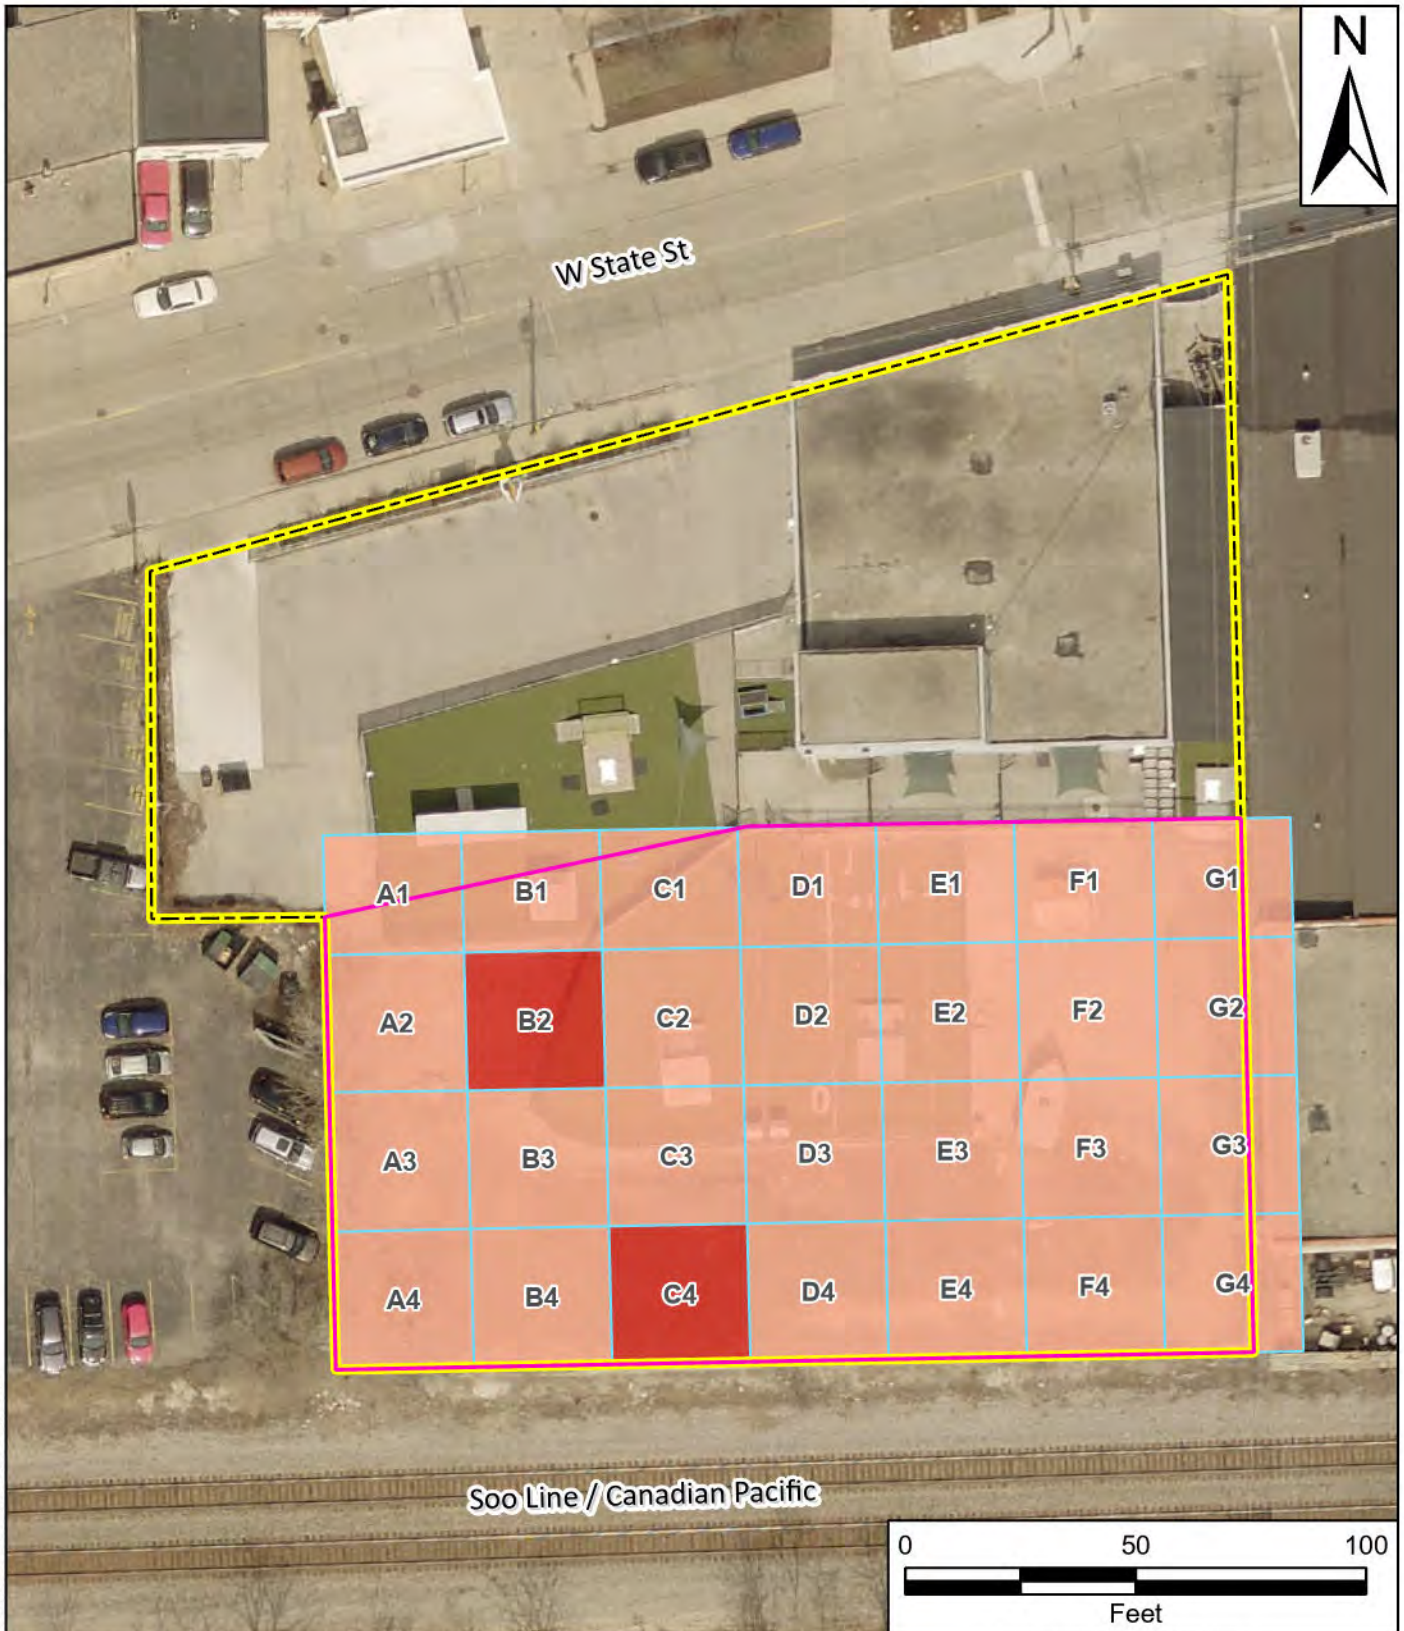 N
W State St
A1 B1 C1 D1 E1 F1 G1
A2 B2 C2 D2 E2 F2 G2
A3 B3 C3 D3 E3 F3 G3
A4 B4 C4 D4 E4 F4 G4
Soo Line / Canadian Pacific
0 50 100
Feet